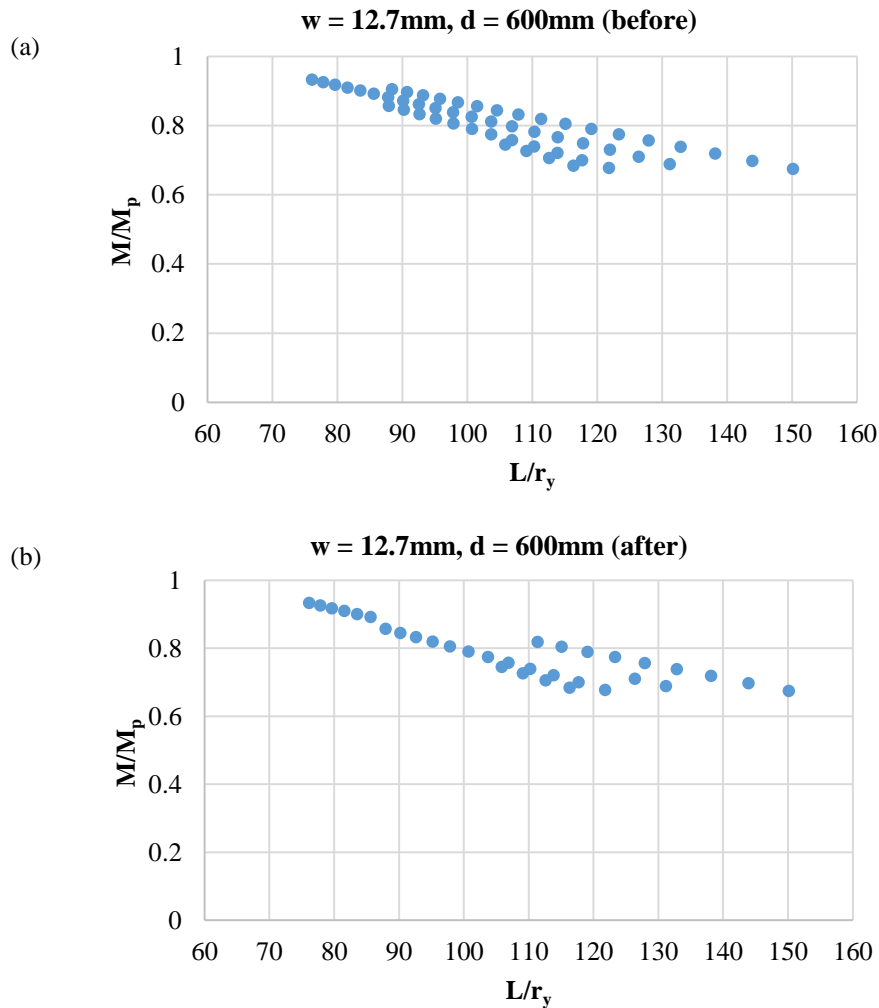 (a)
w = 12.7mm, d = 600mm (before)
1
0.8
0.6
0.4
0.2
0
M/Mp
60 70 80 90 100 110 120 130 140 150 160
L/ry
(b)
w = 12.7mm, d = 600mm (after)
1
0.8
0.6
0.4
0.2
0
M/Mp
60 70 80 90 100 110 120 130 140 150 160
L/ry